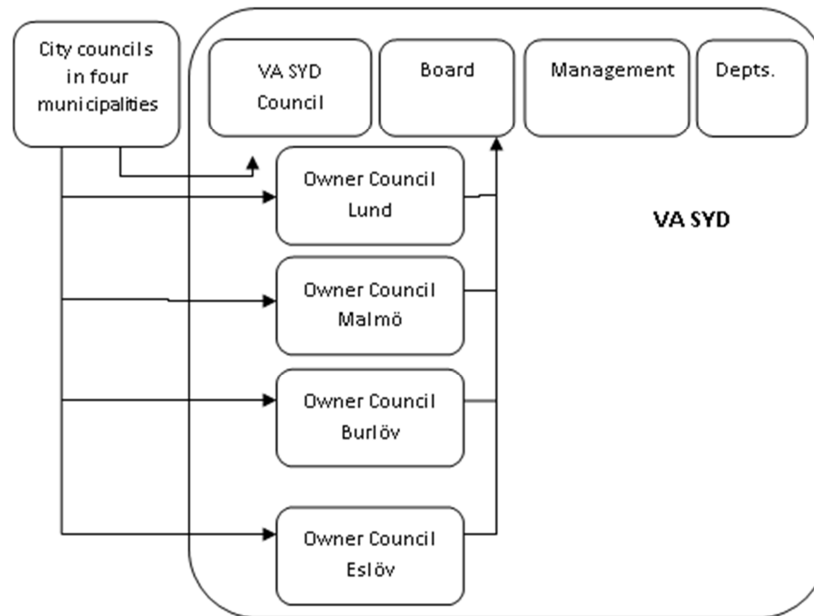 City councils
in four
municipalities
VA SYD
Council
Board
Management
Depts.
Owner Council
Lund
VA SYD
Owner Council
Malmö
Owner Council
Burlöv
Owner Council
Eslöv